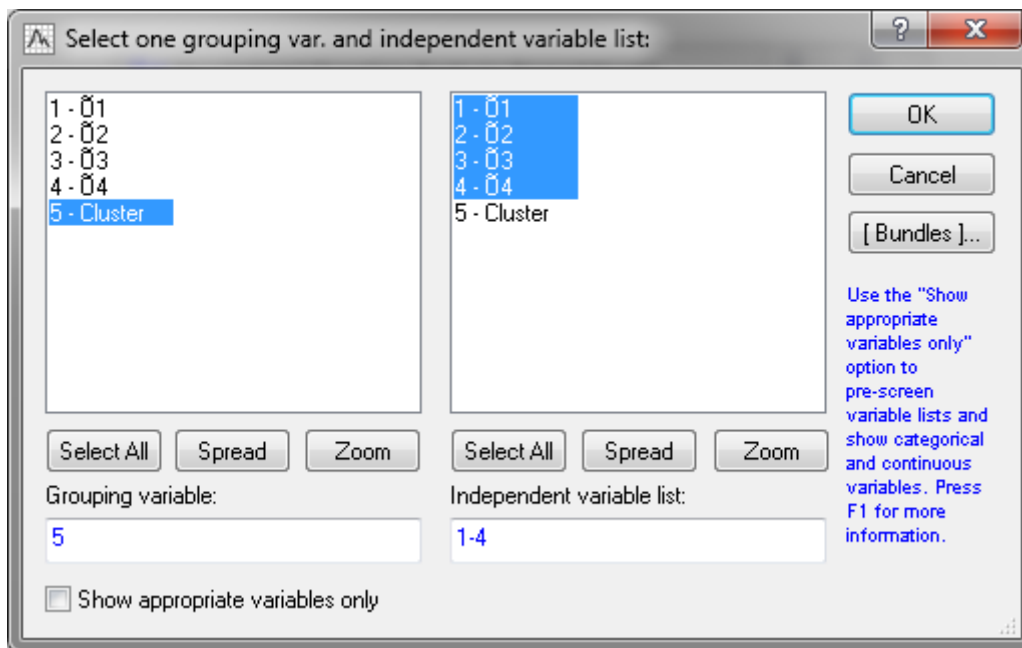 Select one grouping var. and independent variable list:
1 - Õ1
2 - Õ2
3 - Õ3
4 - Õ4
5 - Cluster
1 - Õ1
2 - Õ2
3 - Õ3
4 - Õ4
5 - Cluster
OK
Cancel
[ Bundles ]...
Use the "Show
appropriate
variables only"
option to
pre-screen
variable lists and
show categorical
and continuous
variables. Press
F1 for more
information.
Select All
Spread
Zoom
Select All
Spread
Zoom
Grouping variable:
Independent variable list:
5
1-4
Show appropriate variables only